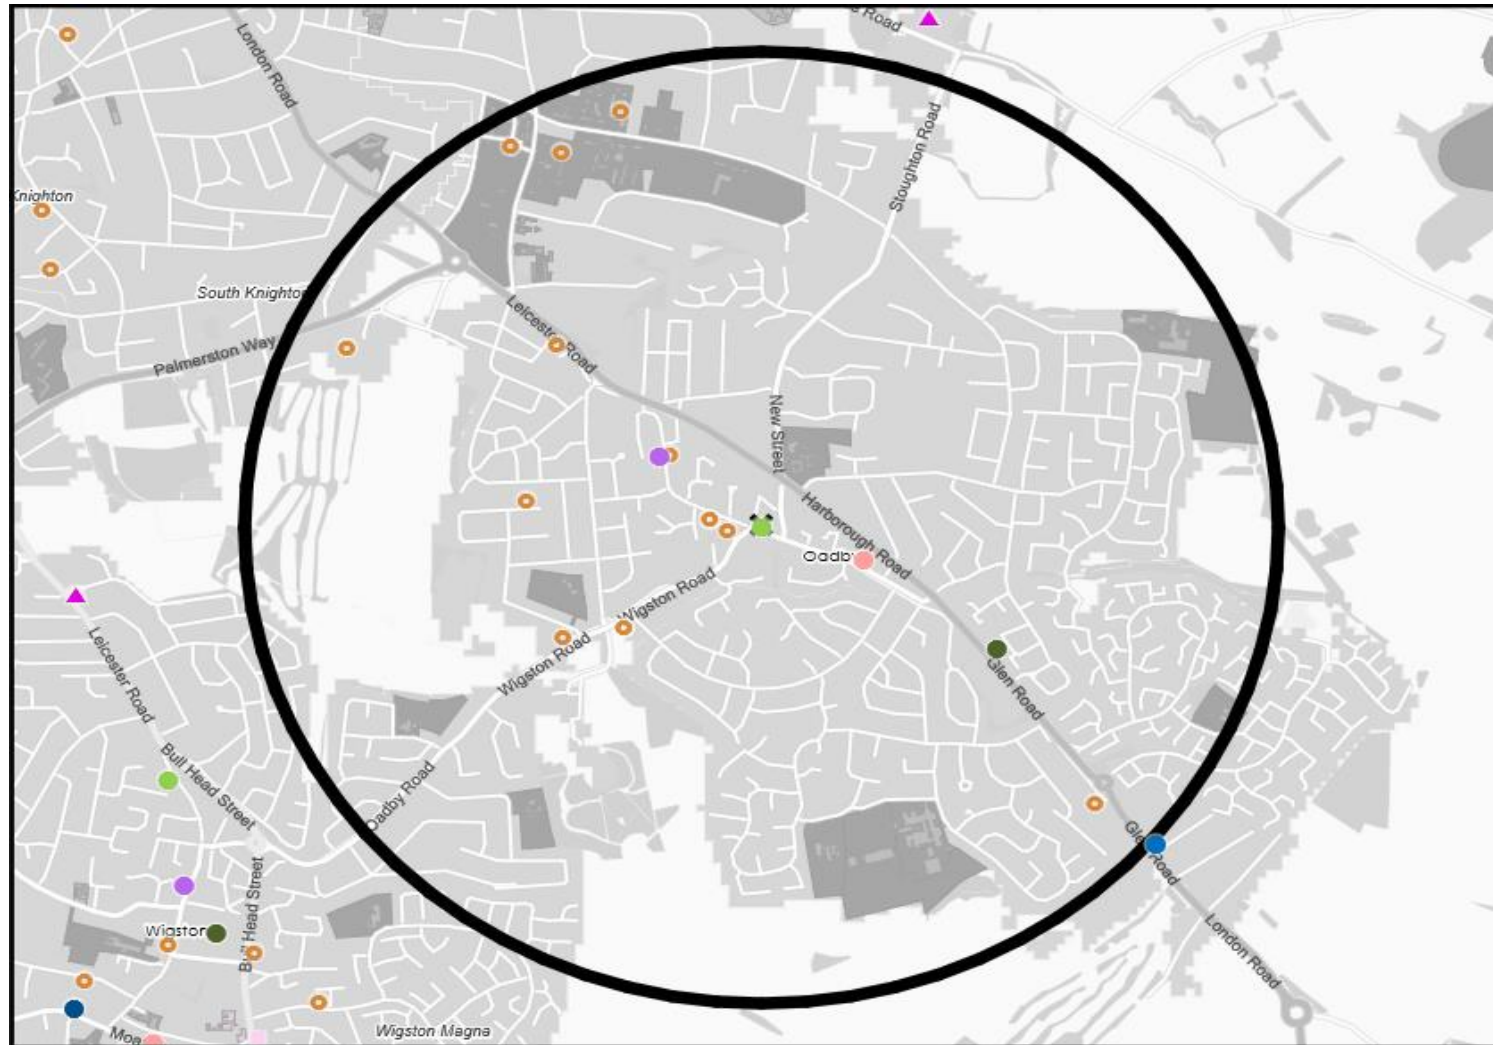 London Road
Road
Stoughton Road
Knighton
South Knighton
Palmerston Way
Leicester Road
New Street
Harborough Road
Oadby
Wigston Road
Wigston Road
Glen Road
Leicester Road
Bull Head Street
Oadby Road
Glen Road
Bull Head Street
Wigston
London Road
Wigston Magna
Moa